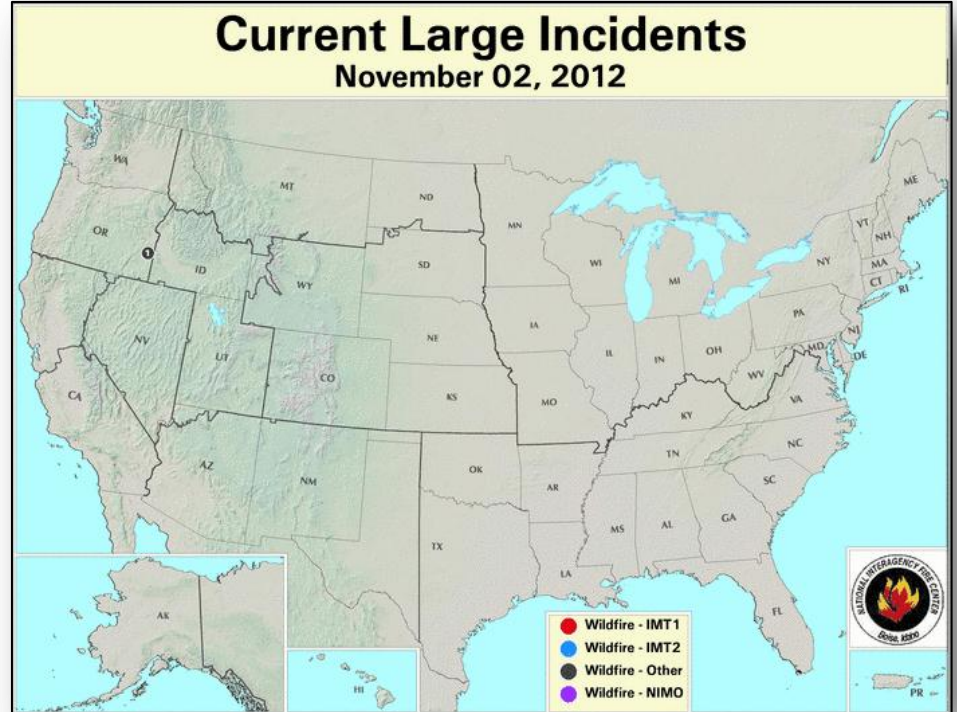 Current Large Incidents
November 02, 2012
WA
MT
ND
MN
ME
OR
1
ID
WY
SD
WI
MI
VT
NH
NY
MA
CT
RI
NV
UT
CO
NE
IA
IL
IN
OH
PA
NJ
MD
DE
WV
VA
CA
KS
MO
KY
AZ
NM
OK
AR
TN
NC
SC
TX
LA
MS
AL
GA
FL
AK
HI
PR
Wildfire - IMT1
Wildfire - IMT2
Wildfire - Other
Wildfire - NIMO
NATIONAL INTERAGENCY FIRE CENTER
Boise, Idaho